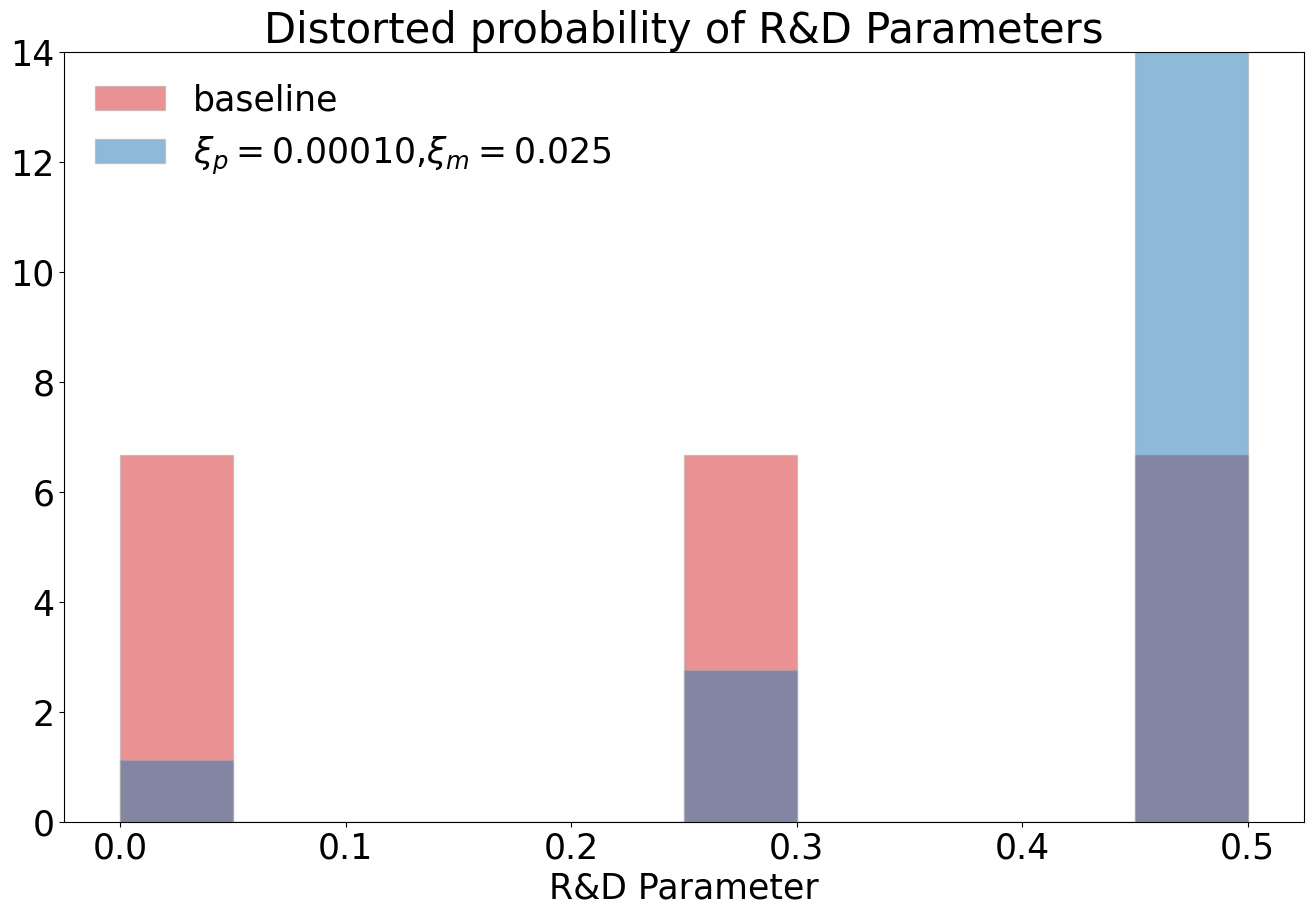 Distorted probability of R&D Parameters
14
12
10
8
6
4
2
0
baseline
ξp = 0.00010,ξm = 0.025
0.0 0.1 0.2 0.3 0.4 0.5
R&D Parameter